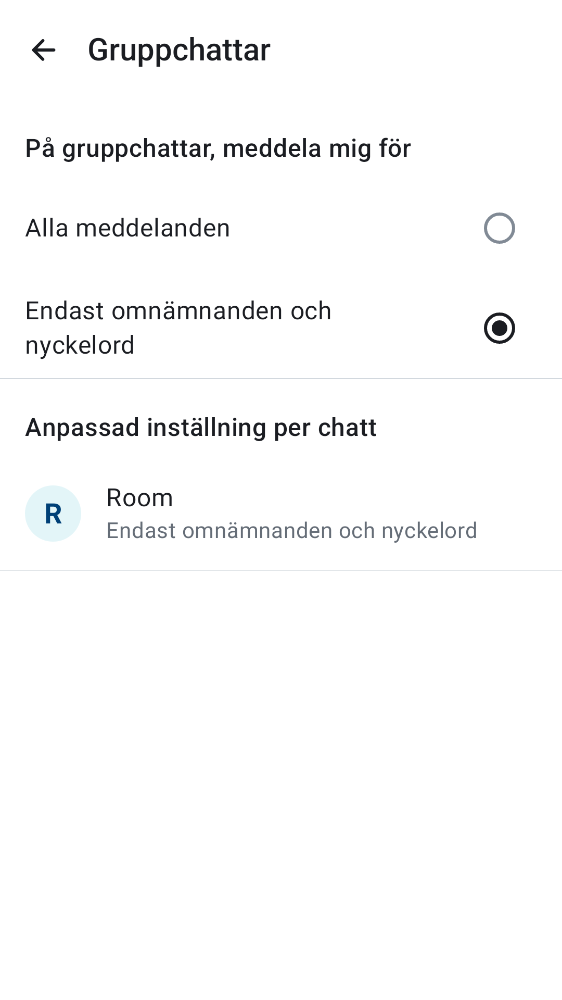 Gruppchattar
På gruppchattar, meddela mig för
Alla meddelanden
Endast omnämnanden och
nyckelord
Anpassad inställning per chatt
R
Room
Endast omnämnanden och nyckelord